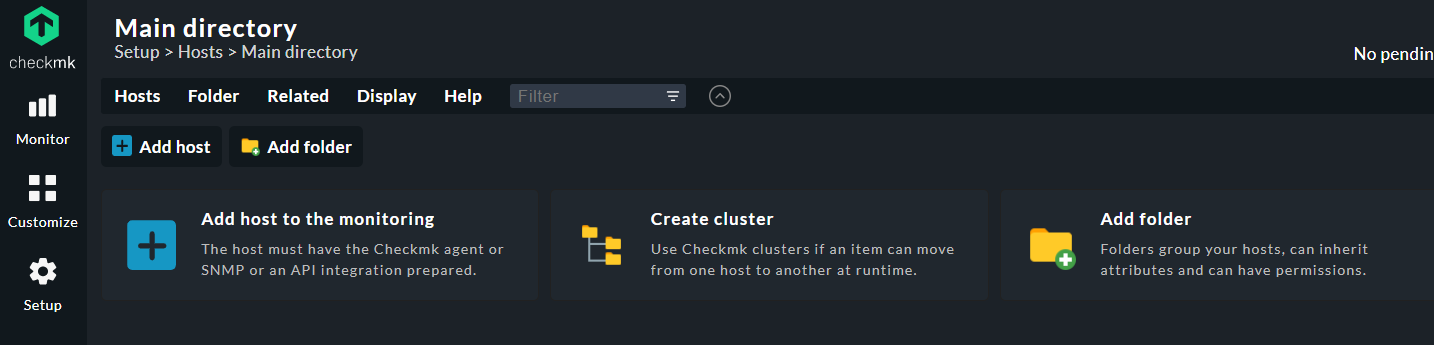 Main directory
Setup > Hosts > Main directory
No pendin
checkmk
Hosts Folder Related Display Help Filter
Monitor
Add host Add folder
Customize
Add host to the monitoring
The host must have the Checkmk agent or
SNMP or an API integration prepared.
Create cluster
Use Checkmk clusters if an item can move
from one host to another at runtime.
Add folder
Folders group your hosts, can inherit
attributes and can have permissions.
Setup